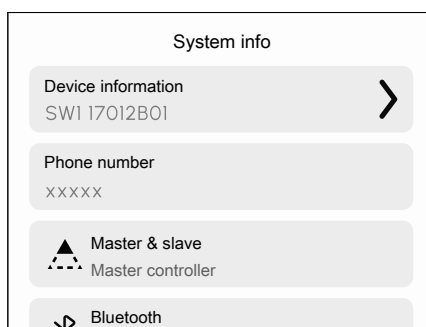 System info
Device information
SW1 17012B01
Phone number
xxxxx
Master & slave
Master controller
Bluetooth